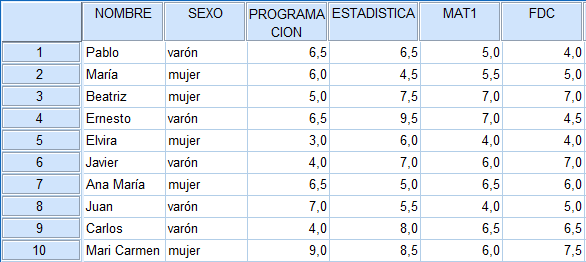 NOMBRE SEXO PROGRAMA CION ESTADISTICA MAT1 FDC
1 Pablo varón 6,5 6,5 5,0 4,0
2 María mujer 6,0 4,5 5,5 5,0
3 Beatriz mujer 5,0 7,5 7,0 7,0
4 Ernesto varón 6,5 9,5 7,0 4,5
5 Elvira mujer 3,0 6,0 4,0 4,0
6 Javier varón 4,0 7,0 6,0 7,0
7 Ana María mujer 6,5 5,0 6,5 6,0
8 Juan varón 7,0 5,5 4,0 5,0
9 Carlos varón 4,0 8,0 6,5 6,5
10 Mari Carmen mujer 9,0 8,5 6,0 7,5